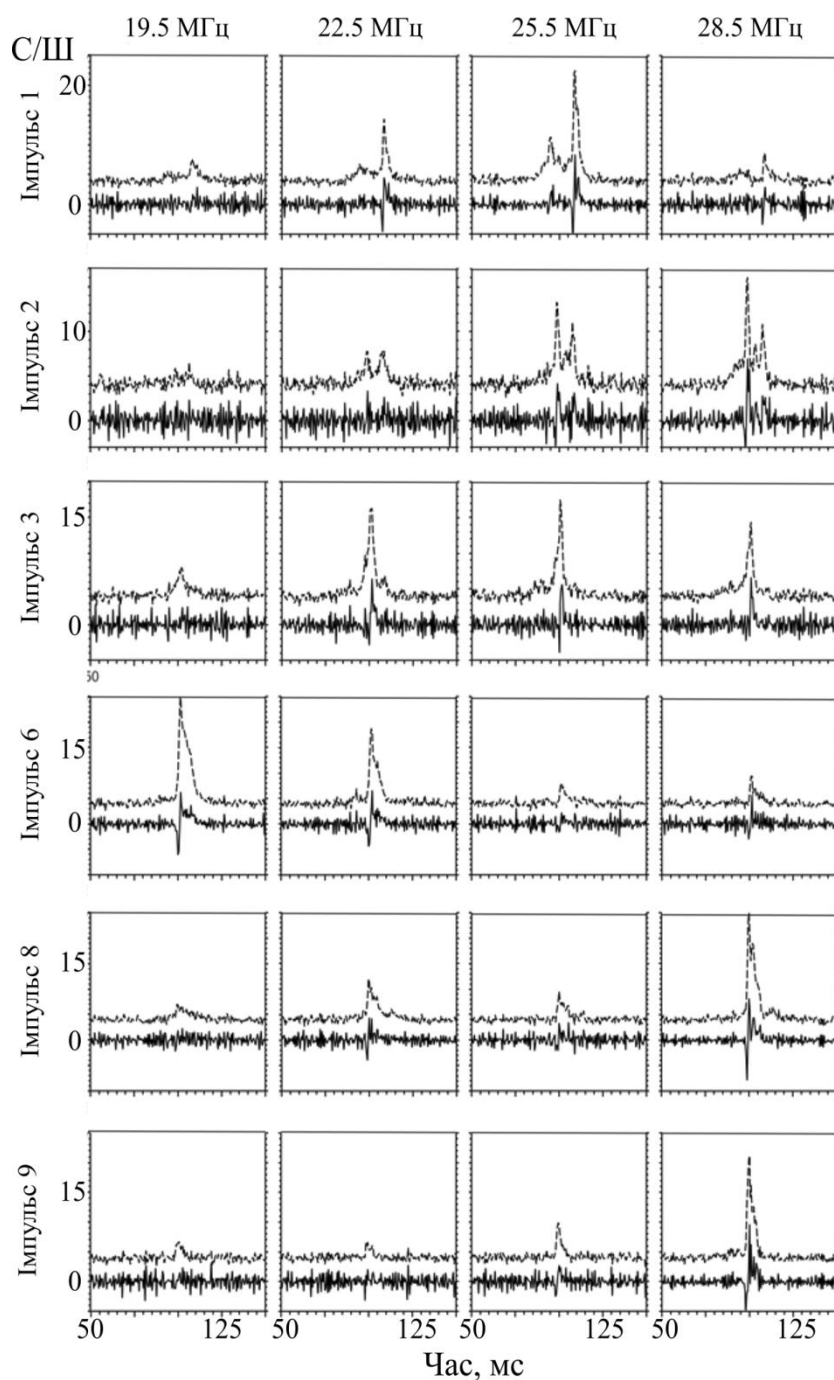 19.5 МГц 22.5 МГц 25.5 МГц 28.5 МГц
С/Ш
Імпульс 1
20
0
Імпульс 2
10
0
Імпульс 3
15
0
50
Імпульс 6
15
0
Імпульс 8
15
0
Імпульс 9
15
0
50 125 50 125 50 125 50 125
Час, мс